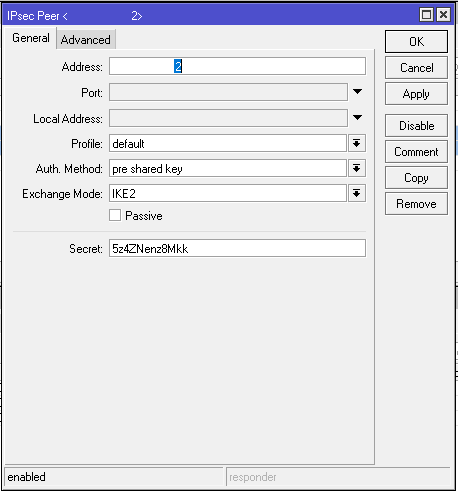 IPsec Peer < 2>
General Advanced
Address: 2
Port:
Local Address:
Profile: default
Auth. Method: pre shared key
Exchange Mode: IKE2
Passive
Secret: 5z4ZNenz8Mkk
OK
Cancel
Apply
Disable
Comment
Copy
Remove
enabled responder